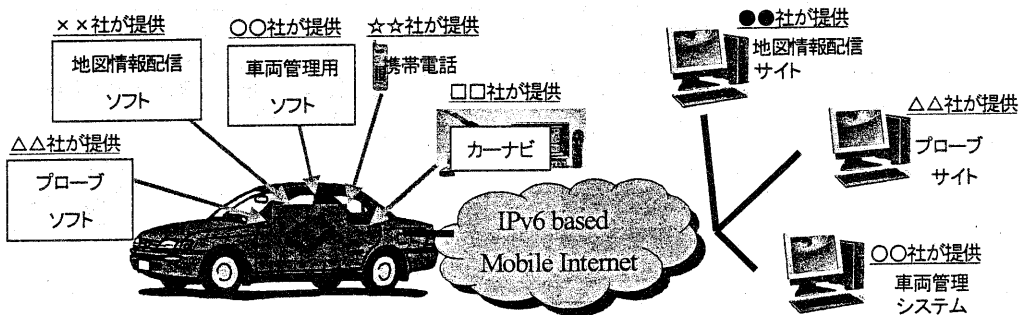 ××社が提供
地図情報配信
ソフト
○○社が提供
車両管理用
ソフト
☆☆社が提供
携帯電話
□□社が提供
カーナビ
△△社が提供
プローブ
ソフト
IPv6 based
Mobile Internet
●●社が提供
地図情報配信
サイト
△△社が提供
プローブ
サイト
○○社が提供
車両管理
システム